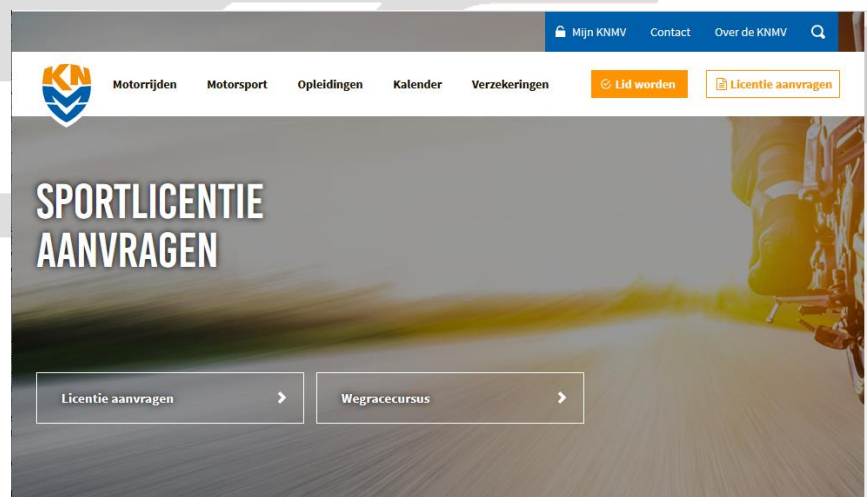 Mijn KNMV Contact Over de KNMV
KN
MV
Motorrijden Motorsport Opleidingen Kalender Verzekeringen Lid worden Licentie aanvragen
SPORTLICENTIE
AANVRAGEN
Licentie aanvragen Wegracecursus